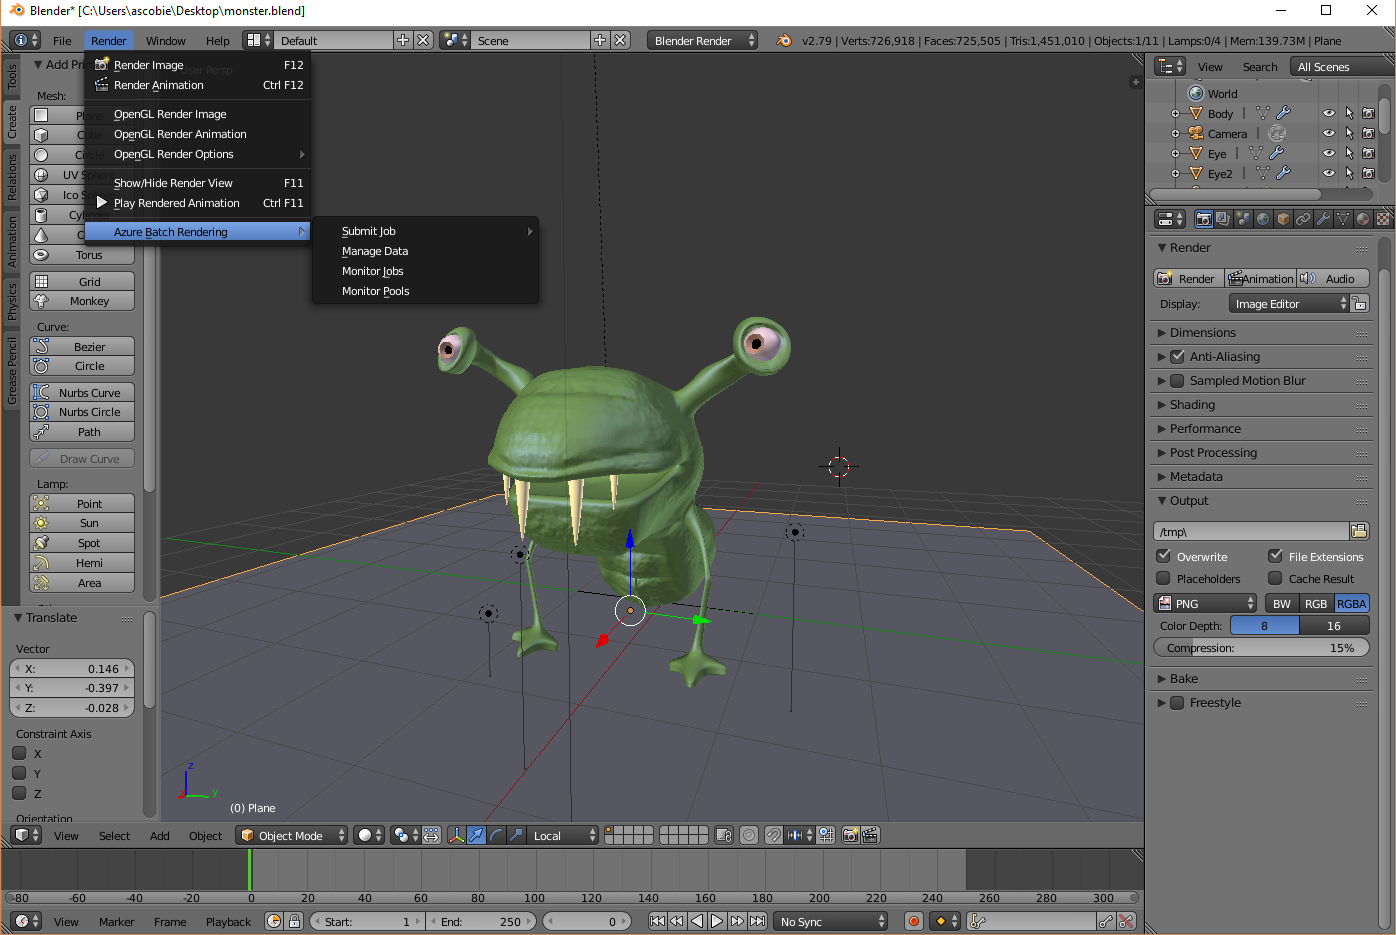 Blender* [C:\Users\ascobie\Desktop\monster.blend]
File Render Window Help Default Scene Blender Render v2.79 | Verts:726,918 | Faces:725,505 | Tris:1,451,010 | Objects:1/11 | Lamps:0/4 | Mem:139.73M | Plane
Render Image F12
Render Animation Ctrl F12
OpenGL Render Image
OpenGL Render Animation
OpenGL Render Options
Show/Hide Render View F11
Play Rendered Animation Ctrl F11
Azure Batch Rendering
Submit Job
Manage Data
Monitor Jobs
Monitor Pools
Tools
Create
Relations
Animation
Physics
Grease Pencil
Add Pri
Mesh:
Plane
Cube
Circle
UV Sphere
Ico Sphere
Cylinder
C
Torus
Grid
Monkey
Curve:
Bezier
Circle
Nurbs Curve
Nurbs Circle
Path
Draw Curve
Lamp:
Point
Sun
Spot
Hemi
Area
Translate
Vector
X: 0.146
Y: -0.397
Z: -0.028
Constraint Axis
X
Y
Z
Orientation
User Persp
z
y
(0) Plane
View Select Add Object Object Mode Local
-80 -60 -40 -20 0 20 40 60 80 100 120 140 160 180 200 220 240 260 280 300
View Marker Frame Playback Start: 1 End: 250 0 No Sync
View Search All Scenes
World
Body
Camera
Eye
Eye2
Render
Render Animation Audio
Display: Image Editor
Dimensions
Anti-Aliasing
Sampled Motion Blur
Shading
Performance
Post Processing
Metadata
Output
/tmp\
Overwrite File Extensions
Placeholders Cache Result
PNG BW RGB RGBA
Color Depth: 8 16
Compression: 15%
Bake
Freestyle